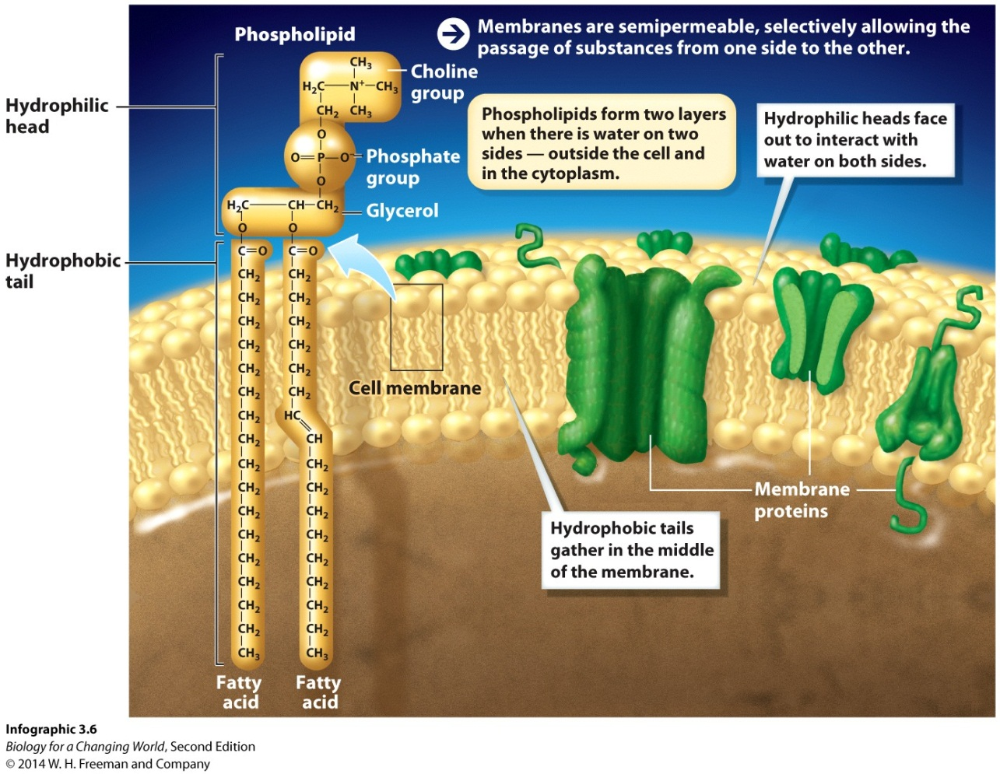 Phospholipid
Membranes are semipermeable, selectively allowing the
passage of substances from one side to the other.
Hydrophilic
head
CH₃
H₂C—N⁺—CH₃
CH₂ CH₃
Choline
group
O
O=P—O⁻
O
Phosphate
group
H₂C—CH—CH₂
Glycerol
O O
Phospholipids form two layers
when there is water on two
sides — outside the cell and
in the cytoplasm.
Hydrophilic heads face
out to interact with
water on both sides.
Hydrophobic
tail
C=O C=O
CH₂ CH₂
CH₂ CH₂
CH₂ CH₂
CH₂ CH₂
CH₂ CH₂
CH₂ CH₂
CH₂ HC
CH₂ CH
CH₂ CH₂
CH₂ CH₂
CH₂ CH₂
CH₂ CH₂
CH₂ CH₂
CH₂ CH₂
CH₂ CH₂
CH₂ CH₂
CH₃ CH₃
Fatty
acid
Fatty
acid
Cell membrane
Membrane
proteins
Hydrophobic tails
gather in the middle
of the membrane.
Infographic 3.6
Biology for a Changing World, Second Edition
© 2014 W. H. Freeman and Company